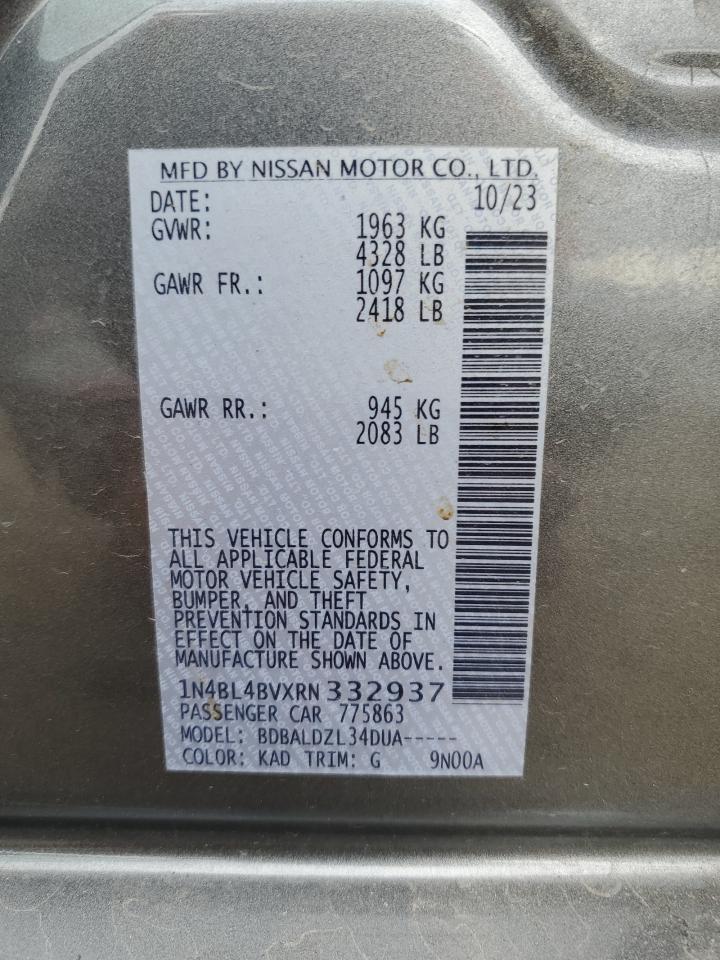 MFD BY NISSAN MOTOR CO., LTD.
DATE: 10/23
GVWR: 1963 KG
4328 LB
GAWR FR.: 1097 KG
2418 LB
GAWR RR.: 945 KG
2083 LB
THIS VEHICLE CONFORMS TO
ALL APPLICABLE FEDERAL
MOTOR VEHICLE SAFETY,
BUMPER, AND THEFT
PREVENTION STANDARDS IN
EFFECT ON THE DATE OF
MANUFACTURE SHOWN ABOVE.
1N4BL4BVXRN332937
PASSENGER CAR 775863
MODEL: BDBALDZL34DUA-----
COLOR: KAD TRIM: G 9N00A